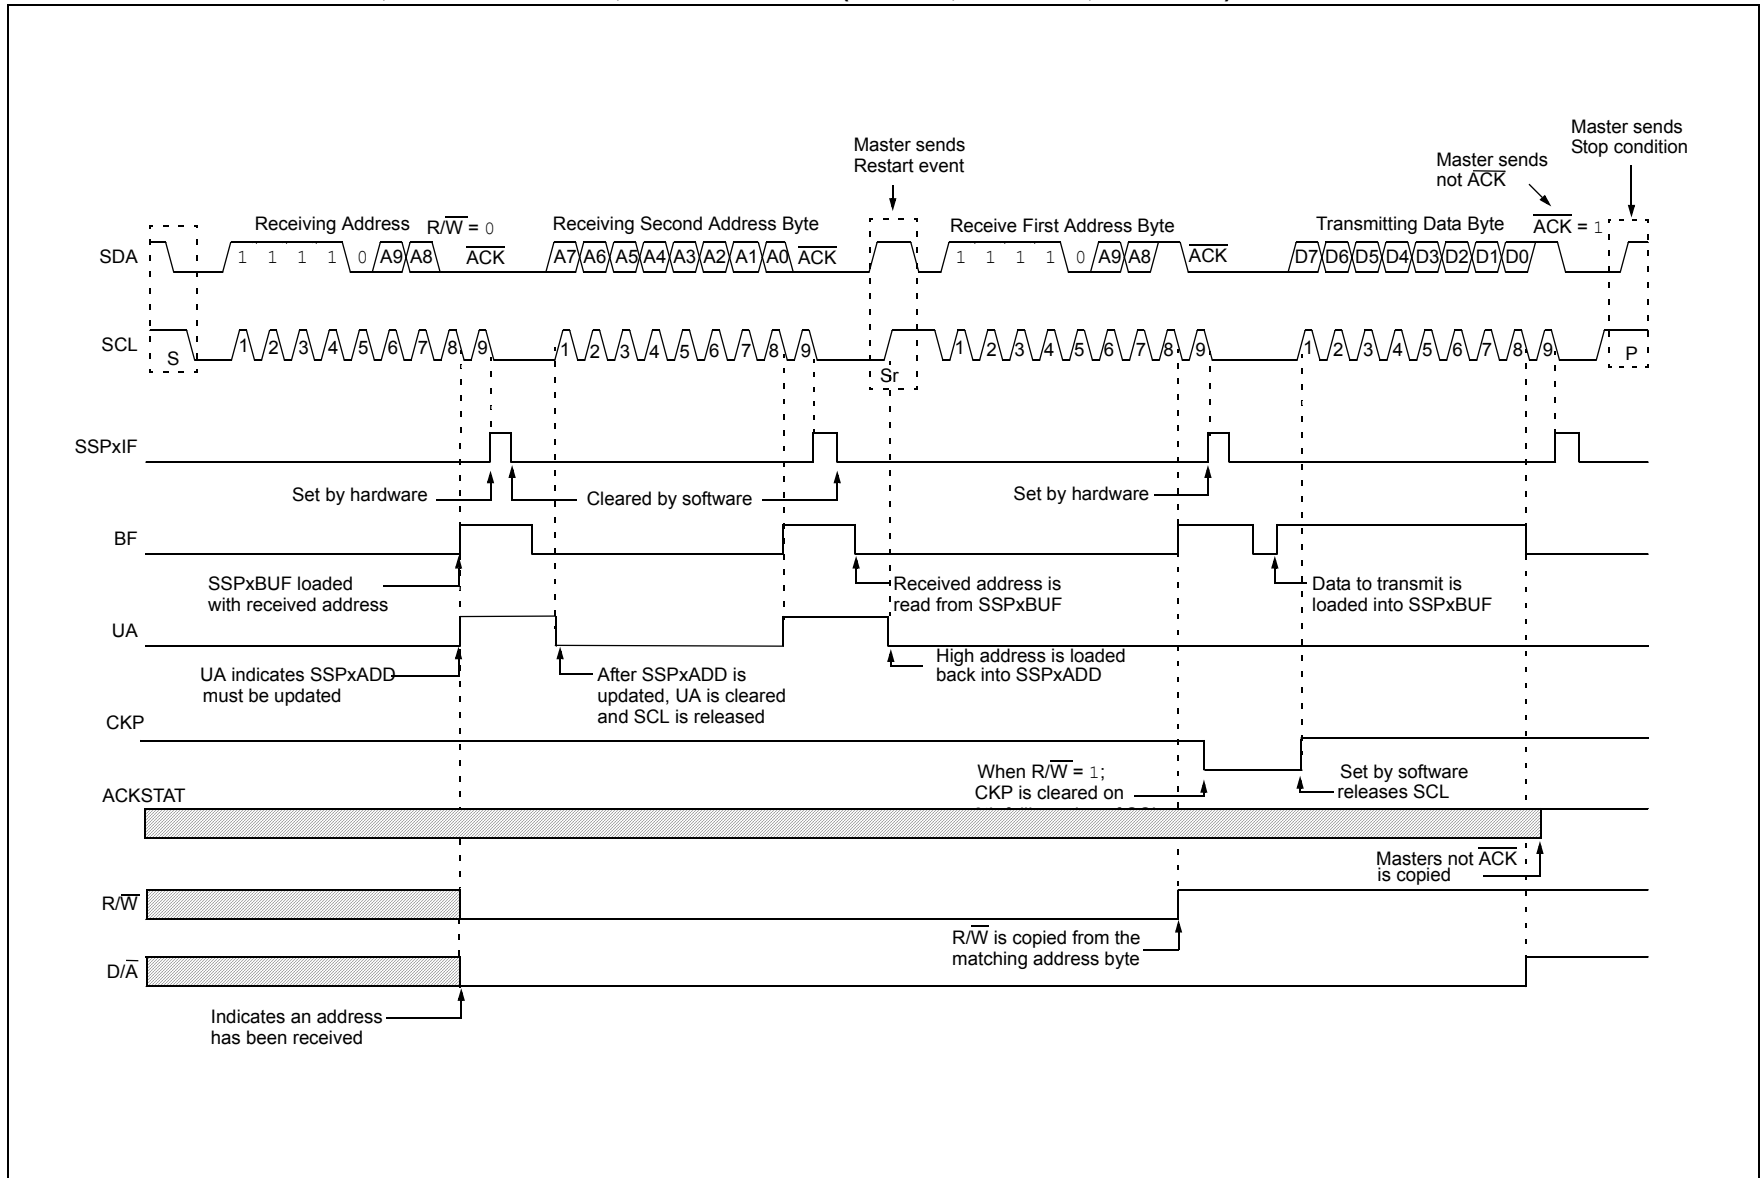 Master sends
Restart event
Master sends
not ACK
Master sends
Stop condition
Receiving Address R/W = 0
Receiving Second Address Byte
Receive First Address Byte
Transmitting Data Byte
ACK = 1
SDA
1 1 1 1 0 A9 A8 ACK
A7 A6 A5 A4 A3 A2 A1 A0 ACK
1 1 1 1 0 A9 A8 ACK
D7 D6 D5 D4 D3 D2 D1 D0
SCL
S
1 2 3 4 5 6 7 8 9
1 2 3 4 5 6 7 8 9
Sr
1 2 3 4 5 6 7 8 9
1 2 3 4 5 6 7 8 9
P
SSPxIF
Set by hardware
Cleared by software
Set by hardware
BF
SSPxBUF loaded
with received address
Received address is
read from SSPxBUF
Data to transmit is
loaded into SSPxBUF
UA
UA indicates SSPxADD
must be updated
After SSPxADD is
updated, UA is cleared
and SCL is released
High address is loaded
back into SSPxADD
CKP
When R/W = 1;
CKP is cleared on
Set by software
releases SCL
ACKSTAT
Masters not ACK
is copied
R/W
R/W is copied from the
matching address byte
D/A
Indicates an address
has been received